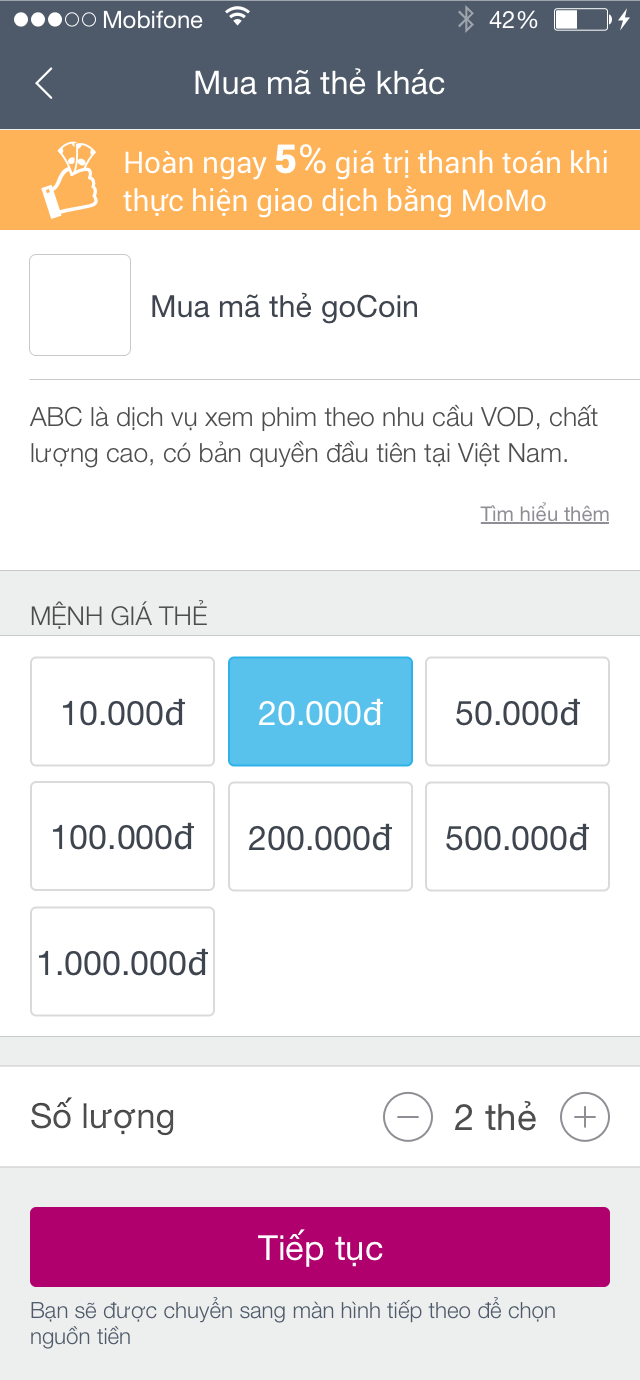 Mobifone
42%
Mua mã thẻ khác
Hoàn ngay 5% giá trị thanh toán khi
thực hiện giao dịch bằng MoMo
Mua mã thẻ goCoin
ABC là dịch vụ xem phim theo nhu cầu VOD, chất
lượng cao, có bản quyền đầu tiên tại Việt Nam.
Tìm hiểu thêm
MỆNH GIÁ THẺ
10.000đ 20.000đ 50.000đ
100.000đ 200.000đ 500.000đ
1.000.000đ
Số lượng 2 thẻ
Tiếp tục
Bạn sẽ được chuyển sang màn hình tiếp theo để chọn
nguồn tiền